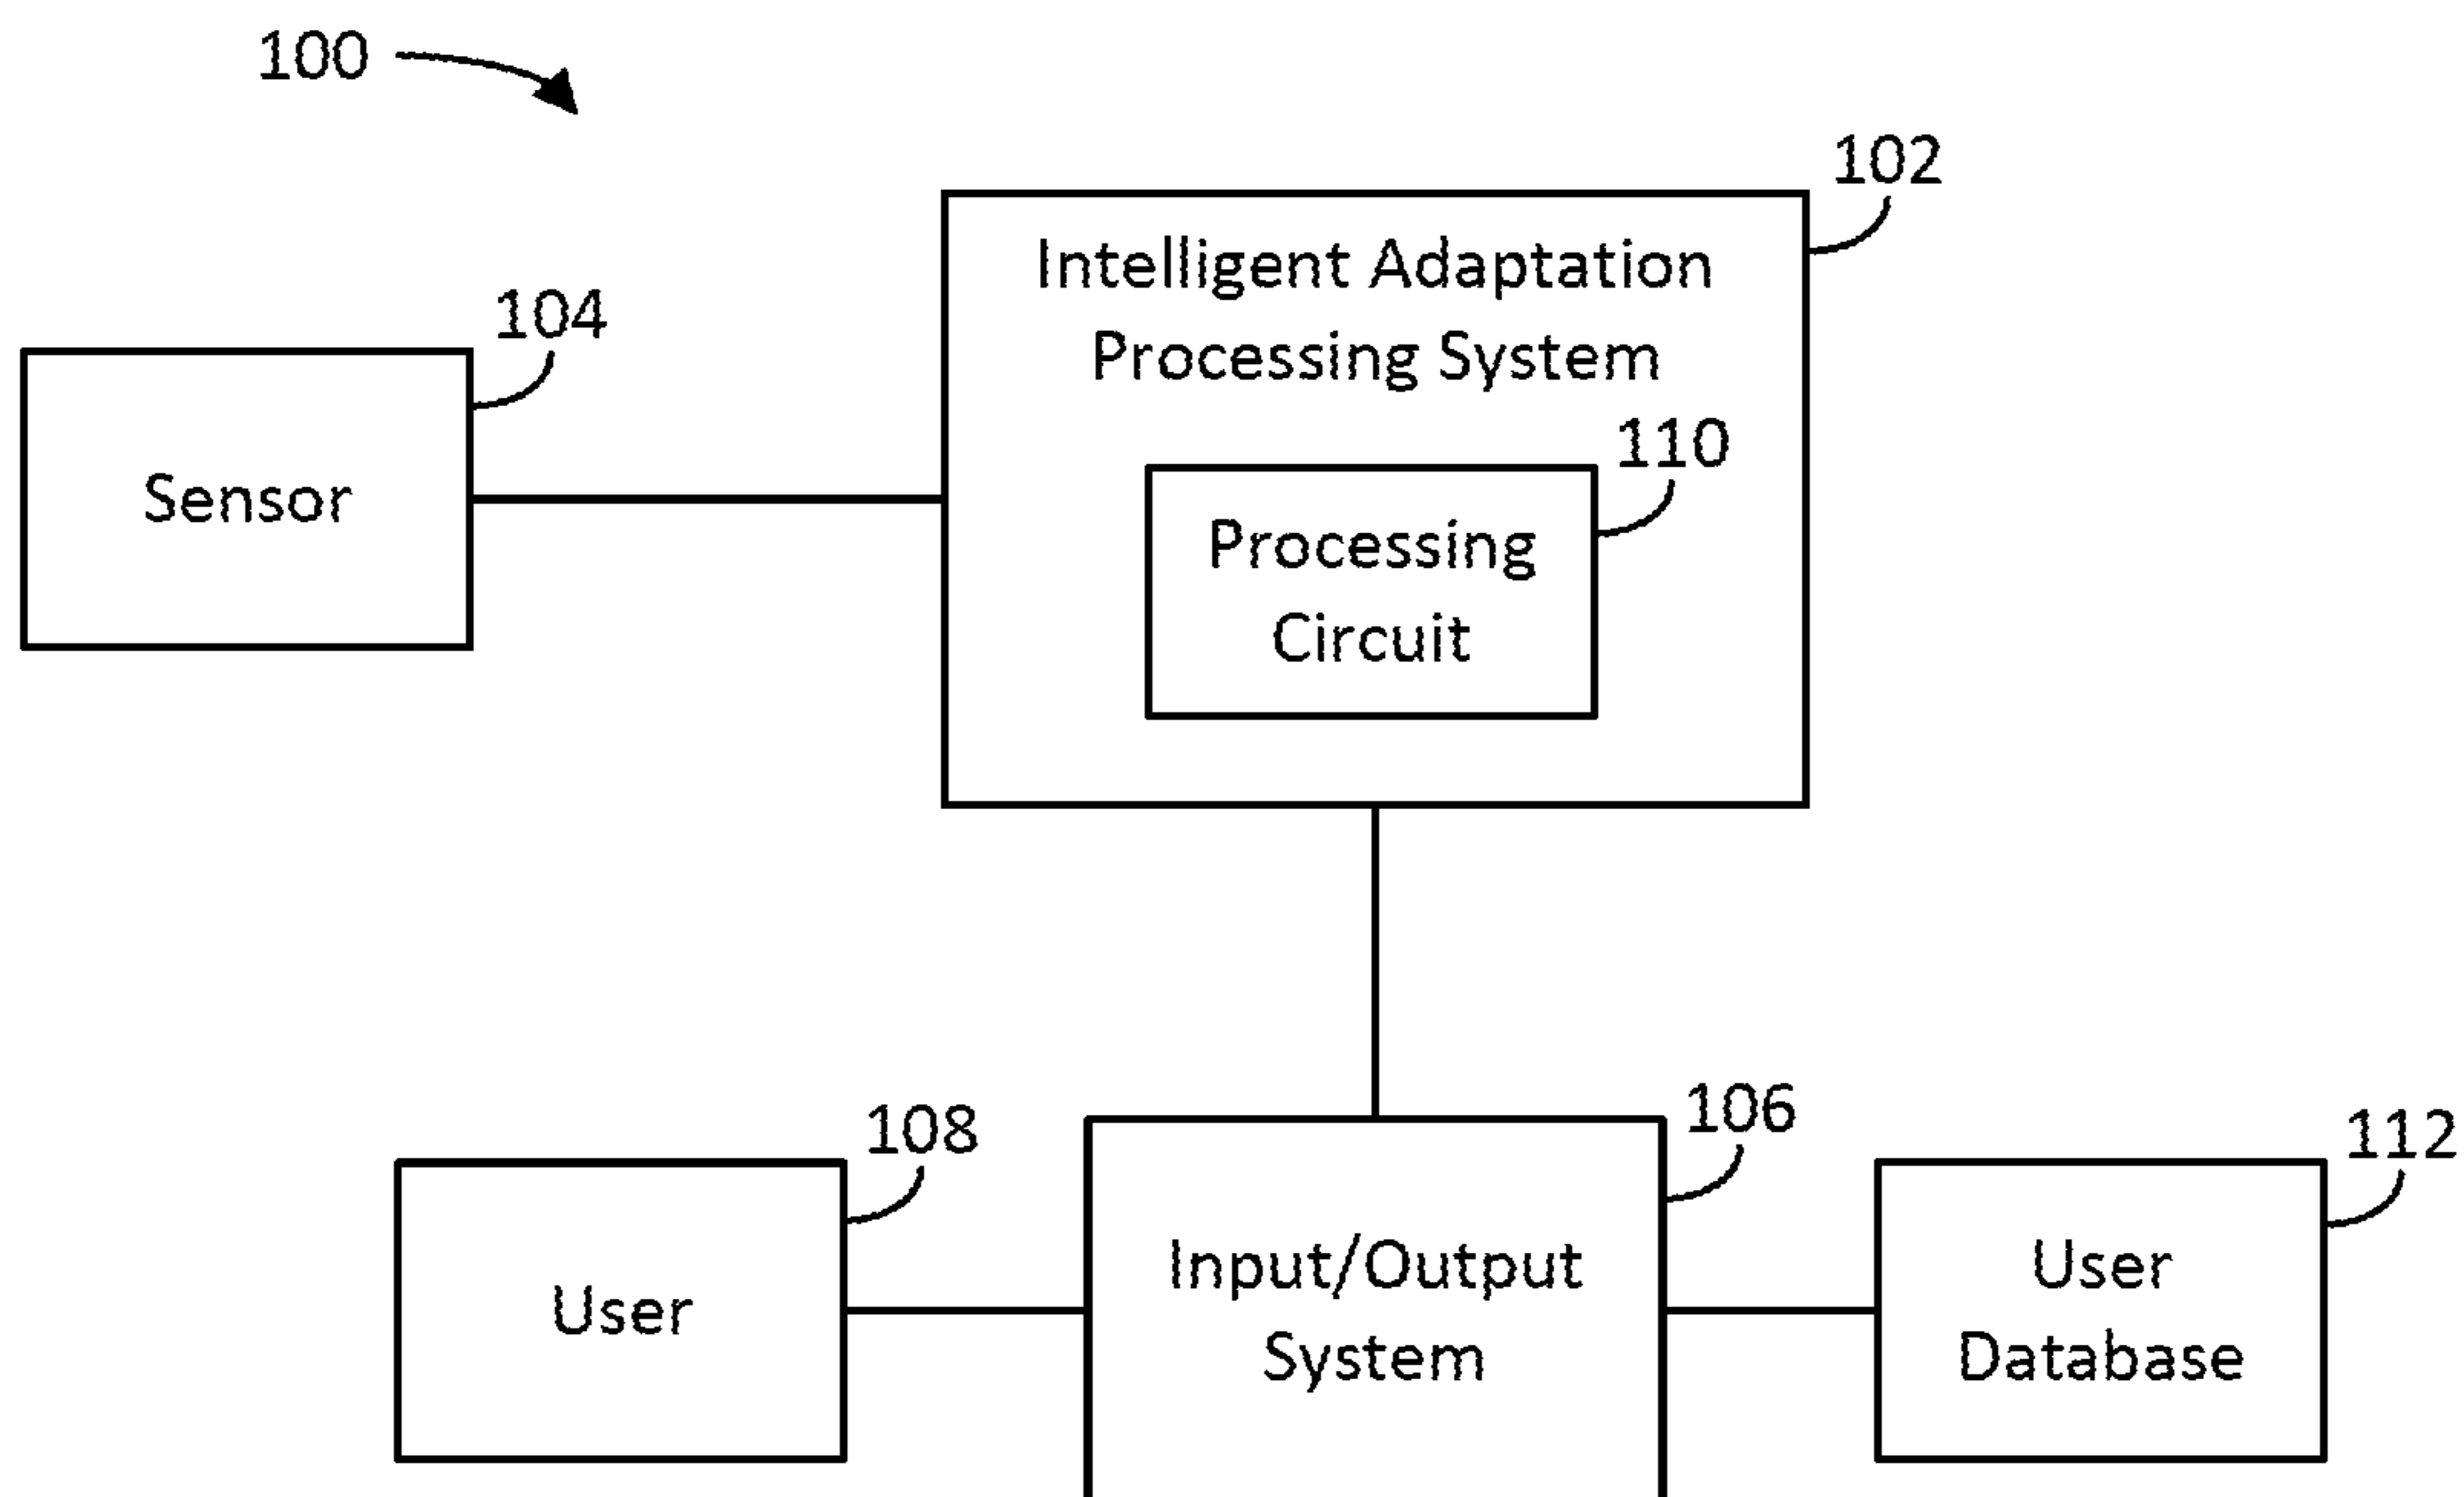 100
102
Intelligent Adaptation
Processing System
104
110
Sensor
Processing
Circuit
108
106
112
User
Input/Output
System
User
Database